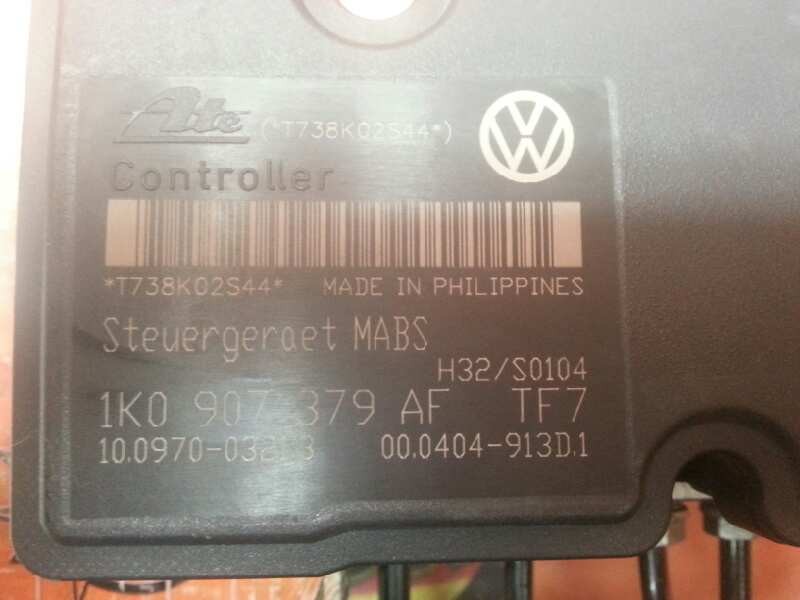 Ate (*T738K02S44*)
Controller
*T738K02S44* MADE IN PHILIPPINES
Steuergeraet MABS
H32/S0104
1K0 907 379 AF TF7
00.0404-913D.1